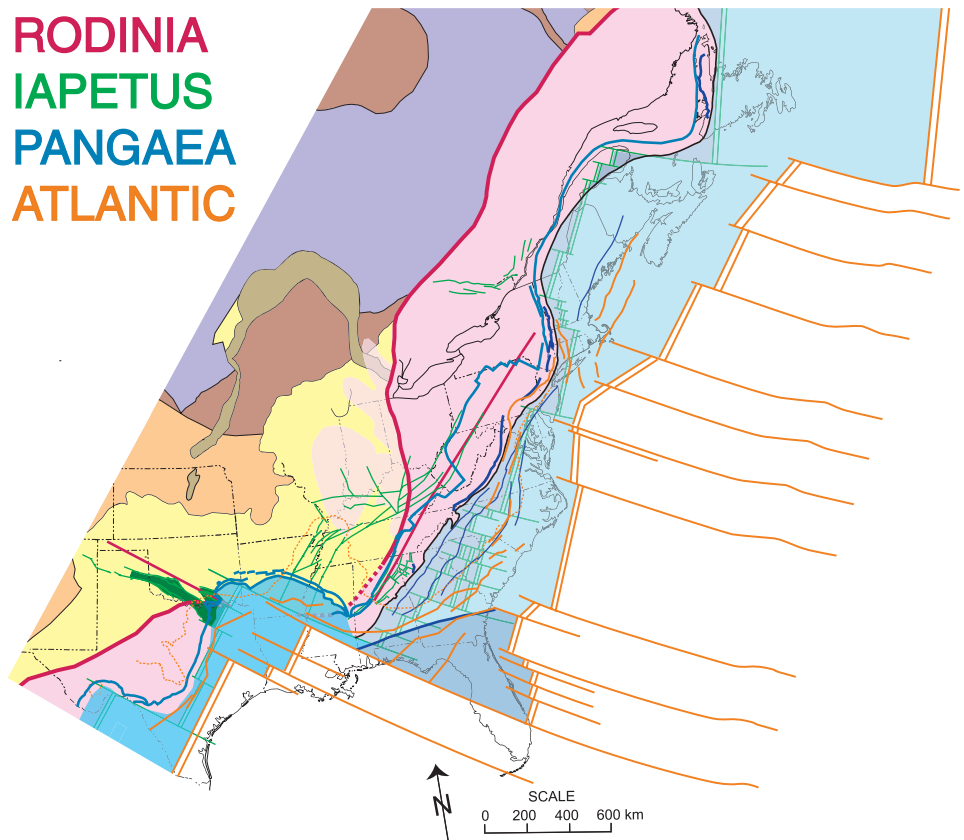 RODINIA
IAPETUS
PANGAEA
ATLANTIC
N
SCALE
0 200 400 600 km